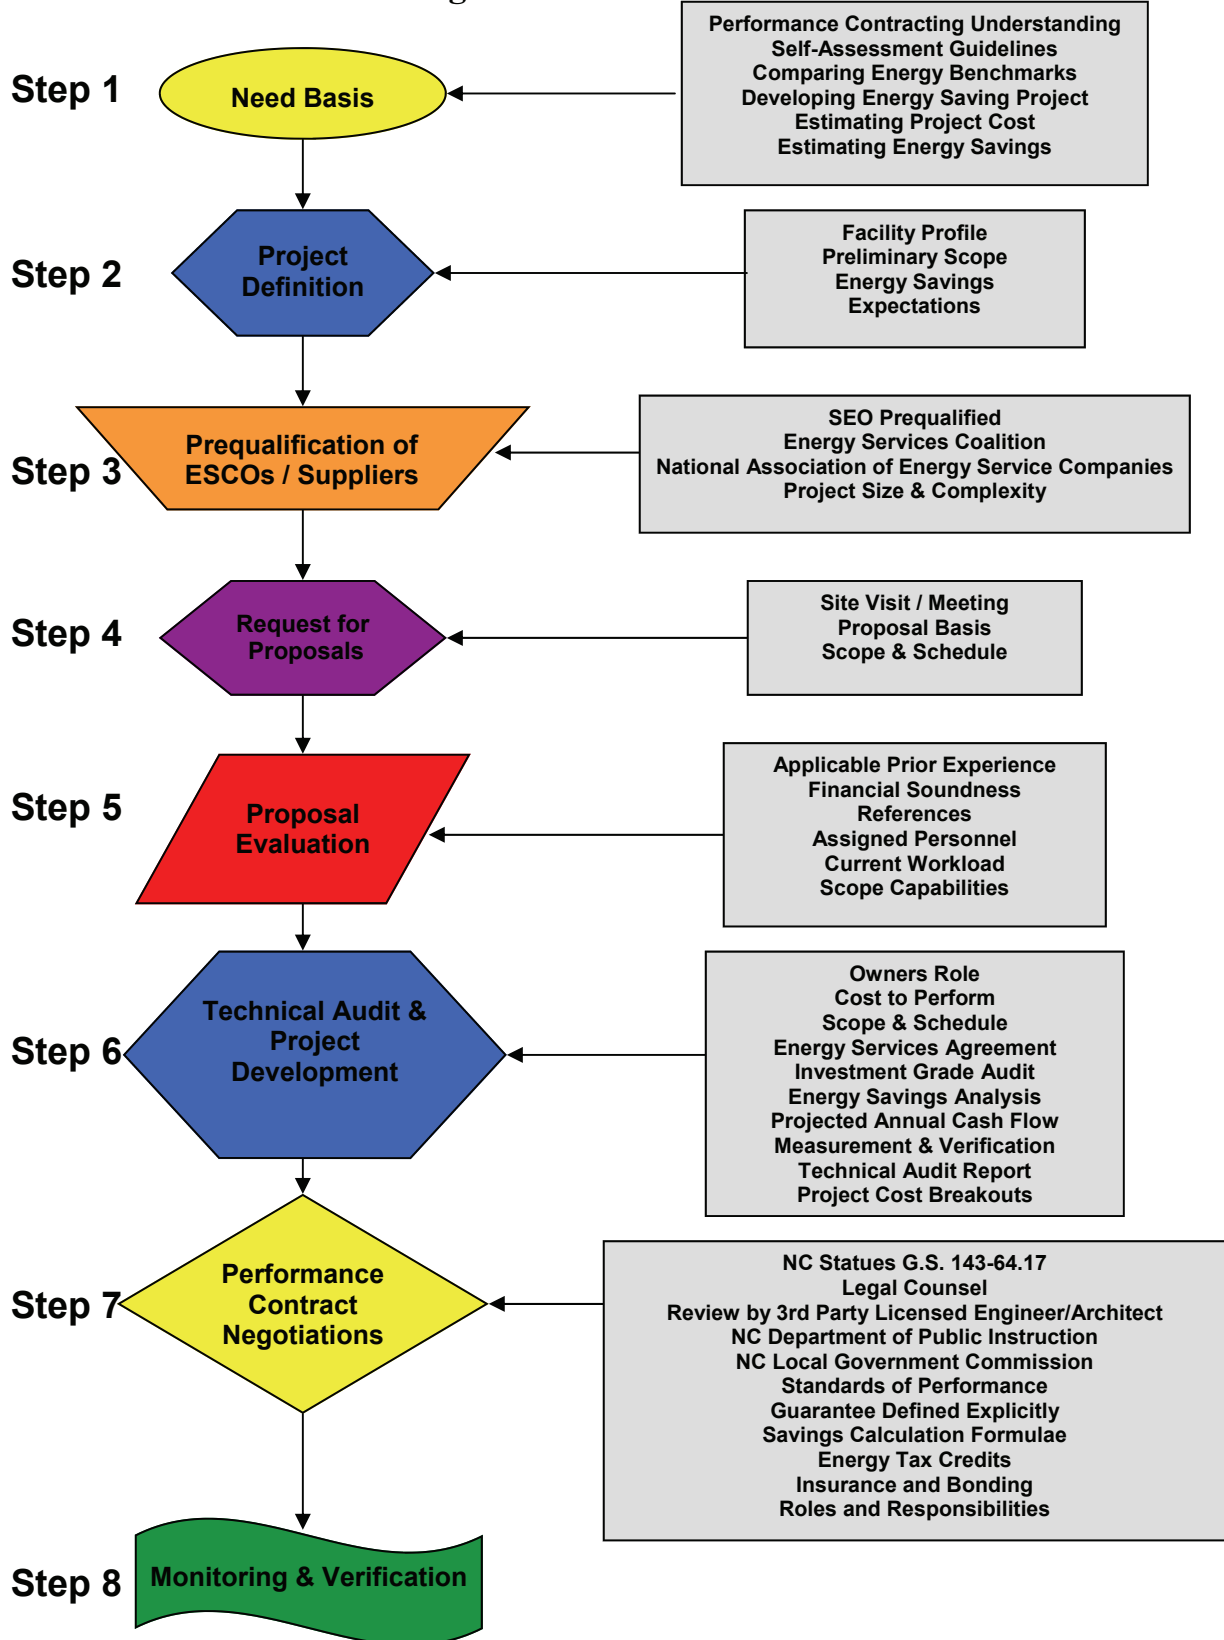 Step 1
Need Basis
Performance Contracting Understanding
Self-Assessment Guidelines
Comparing Energy Benchmarks
Developing Energy Saving Project
Estimating Project Cost
Estimating Energy Savings
Step 2
Project
Definition
Facility Profile
Preliminary Scope
Energy Savings
Expectations
Step 3
Prequalification of
ESCOs / Suppliers
SEO Prequalified
Energy Services Coalition
National Association of Energy Service Companies
Project Size & Complexity
Step 4
Request for
Proposals
Site Visit / Meeting
Proposal Basis
Scope & Schedule
Step 5
Proposal
Evaluation
Applicable Prior Experience
Financial Soundness
References
Assigned Personnel
Current Workload
Scope Capabilities
Step 6
Technical Audit &
Project
Development
Owners Role
Cost to Perform
Scope & Schedule
Energy Services Agreement
Investment Grade Audit
Energy Savings Analysis
Projected Annual Cash Flow
Measurement & Verification
Technical Audit Report
Project Cost Breakouts
Step 7
Performance
Contract
Negotiations
NC Statues G.S. 143-64.17
Legal Counsel
Review by 3rd Party Licensed Engineer/Architect
NC Department of Public Instruction
NC Local Government Commission
Standards of Performance
Guarantee Defined Explicitly
Savings Calculation Formulae
Energy Tax Credits
Insurance and Bonding
Roles and Responsibilities
Step 8
Monitoring & Verification